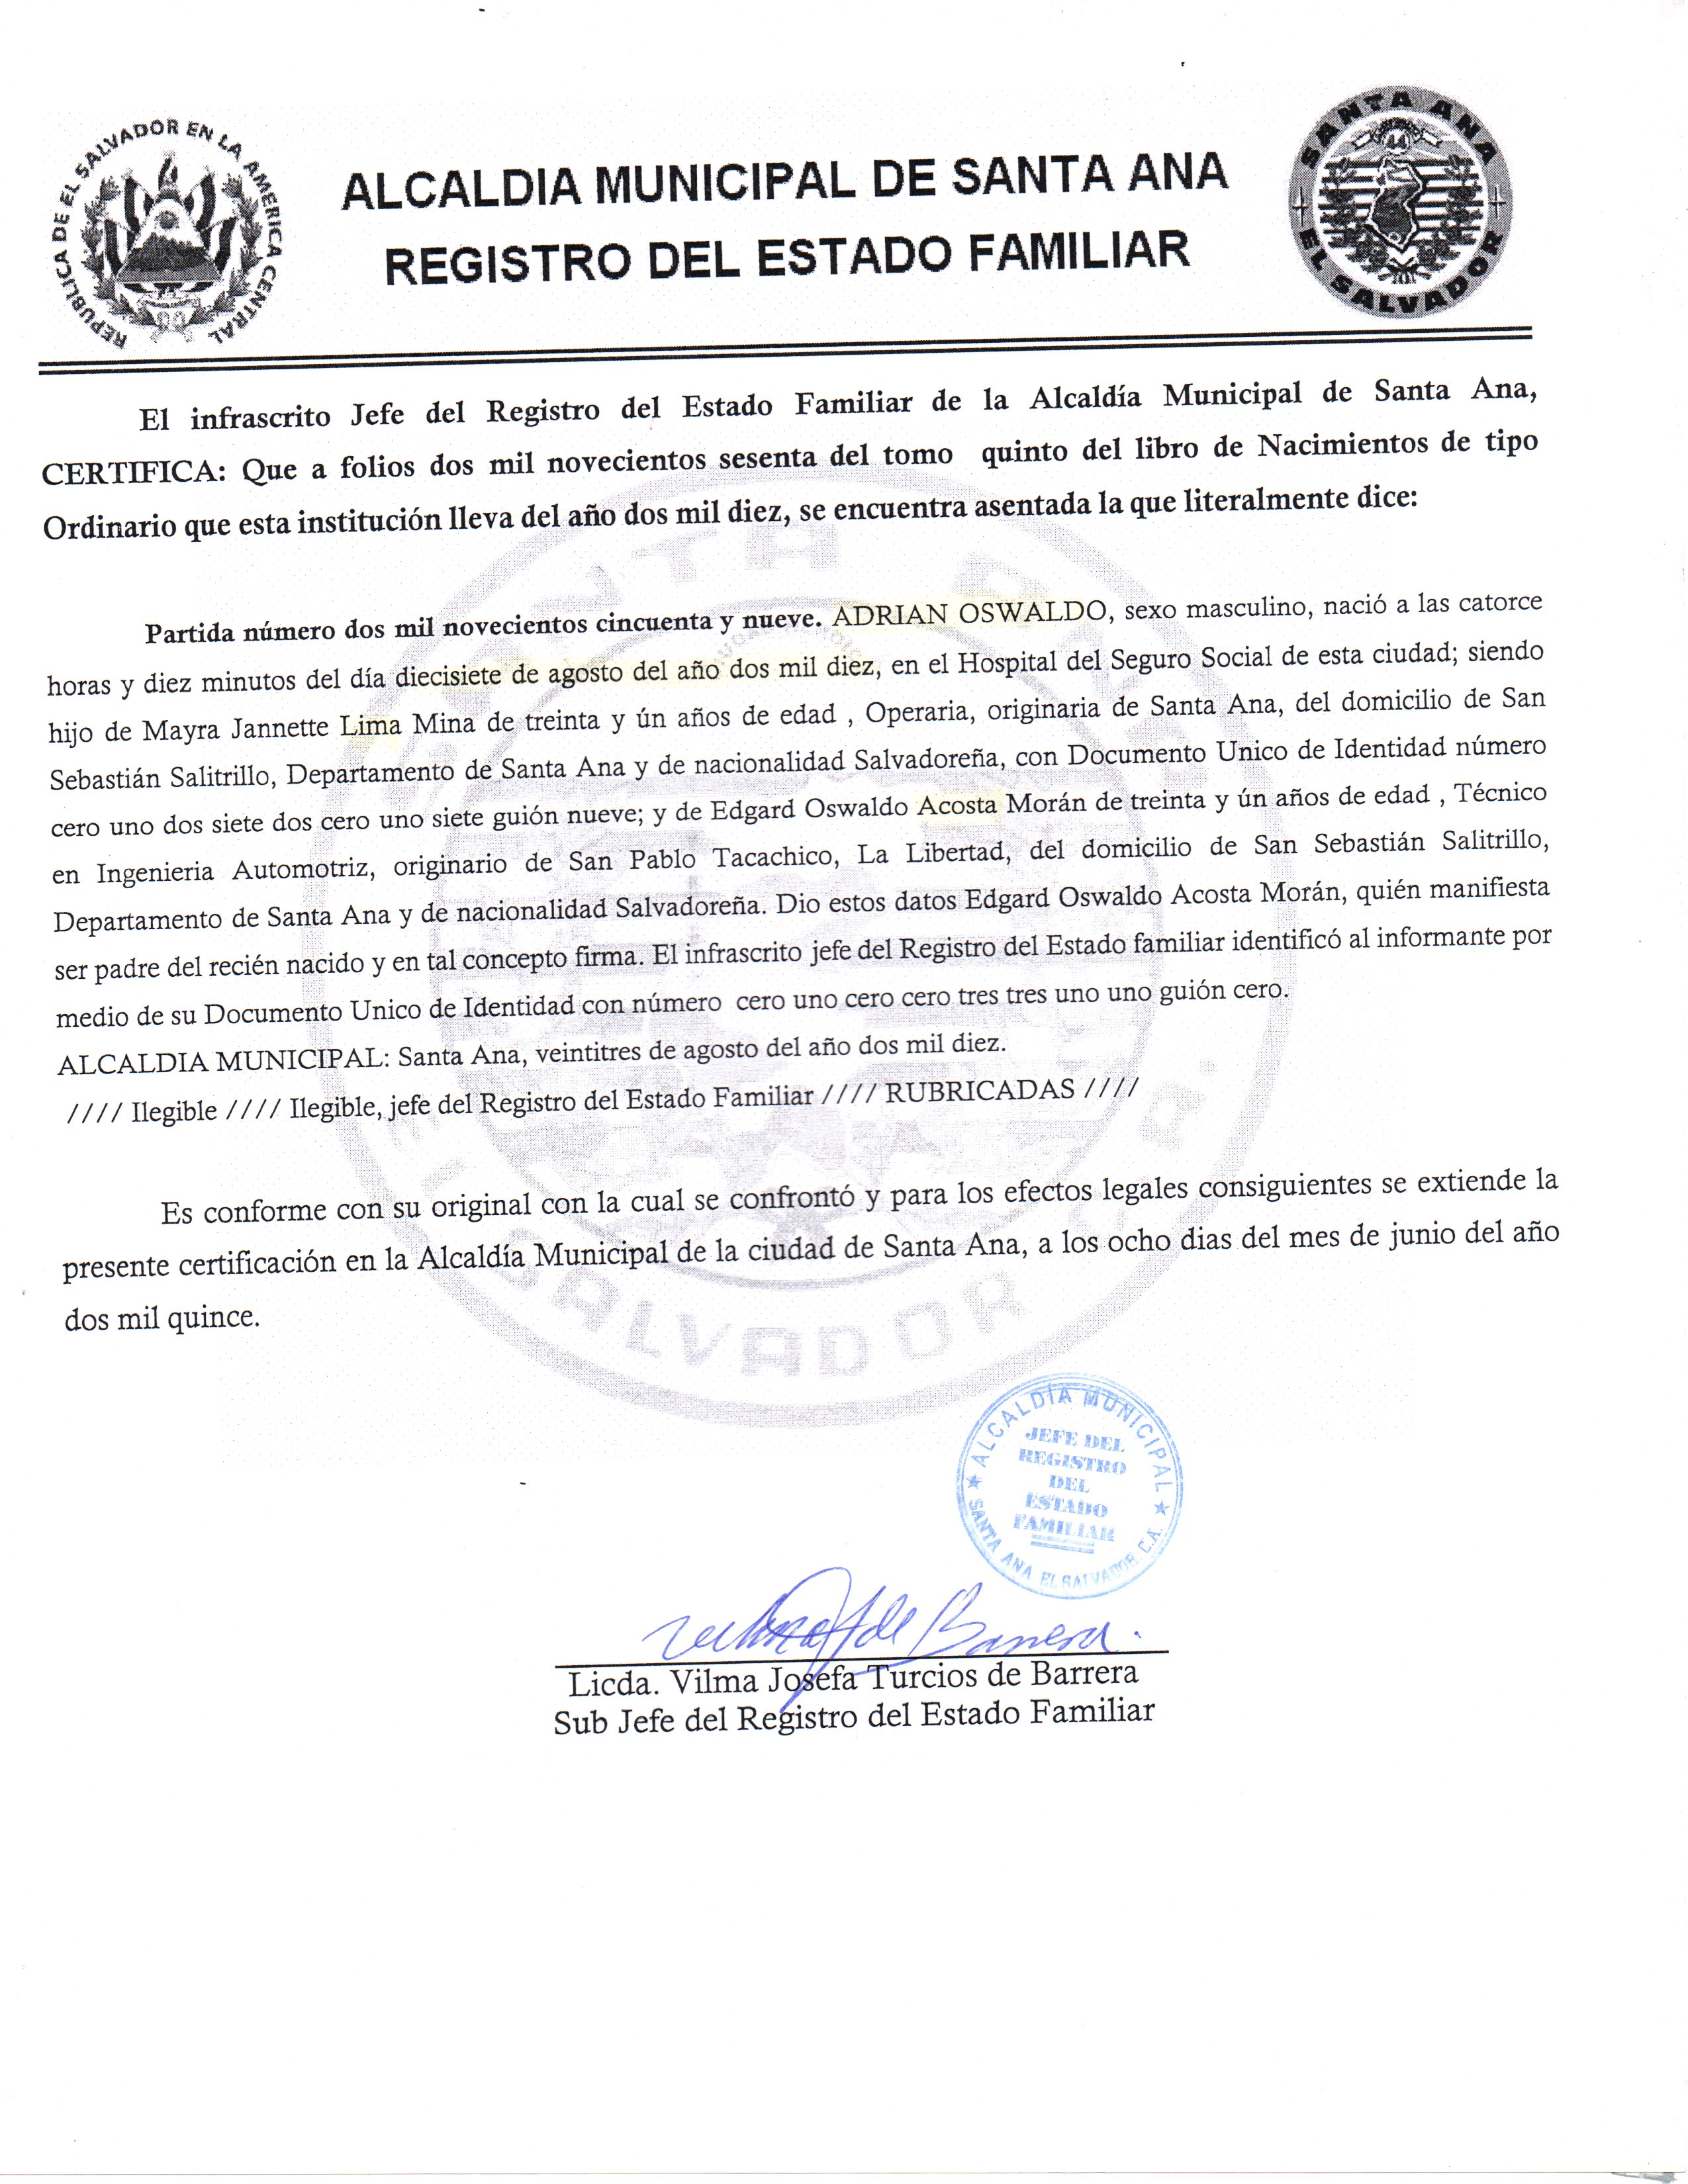 REPUBLICA DE EL SALVADOR EN LA AMERICA CENTRAL
SANTA ANA
EL SALVADOR
44
ALCALDIA MUNICIPAL DE SANTA ANA
REGISTRO DEL ESTADO FAMILIAR
El infrascrito Jefe del Registro del Estado Familiar de la Alcaldía Municipal de Santa Ana,
CERTIFICA: Que a folios dos mil novecientos sesenta del tomo quinto del libro de Nacimientos de tipo
Ordinario que esta institución lleva del año dos mil diez, se encuentra asentada la que literalmente dice:
Partida número dos mil novecientos cincuenta y nueve. ADRIAN OSWALDO, sexo masculino, nació a las catorce
horas y diez minutos del día diecisiete de agosto del año dos mil diez, en el Hospital del Seguro Social de esta ciudad; siendo
hijo de Mayra Jannette Lima Mina de treinta y ún años de edad , Operaria, originaria de Santa Ana, del domicilio de San
Sebastián Salitrillo, Departamento de Santa Ana y de nacionalidad Salvadoreña, con Documento Unico de Identidad número
cero uno dos siete dos cero uno siete guión nueve; y de Edgard Oswaldo Acosta Morán de treinta y ún años de edad , Técnico
en Ingenieria Automotriz, originario de San Pablo Tacachico, La Libertad, del domicilio de San Sebastián Salitrillo,
Departamento de Santa Ana y de nacionalidad Salvadoreña. Dio estos datos Edgard Oswaldo Acosta Morán, quién manifiesta
ser padre del recién nacido y en tal concepto firma. El infrascrito jefe del Registro del Estado familiar identificó al informante por
medio de su Documento Unico de Identidad con número cero uno cero cero tres tres uno uno guión cero.
ALCALDIA MUNICIPAL: Santa Ana, veintitres de agosto del año dos mil diez.
//// Ilegible //// Ilegible, jefe del Registro del Estado Familiar //// RUBRICADAS ////
Es conforme con su original con la cual se confrontó y para los efectos legales consiguientes se extiende la
presente certificación en la Alcaldía Municipal de la ciudad de Santa Ana, a los ocho dias del mes de junio del año
dos mil quince.
ALCALDÍA MUNICIPAL
JEFE DEL
REGISTRO
DEL
ESTADO
FAMILIAR
SANTA ANA EL SALVADOR C.A.
de Barrera
Licda. Vilma Josefa Turcios de Barrera
Sub Jefe del Registro del Estado Familiar